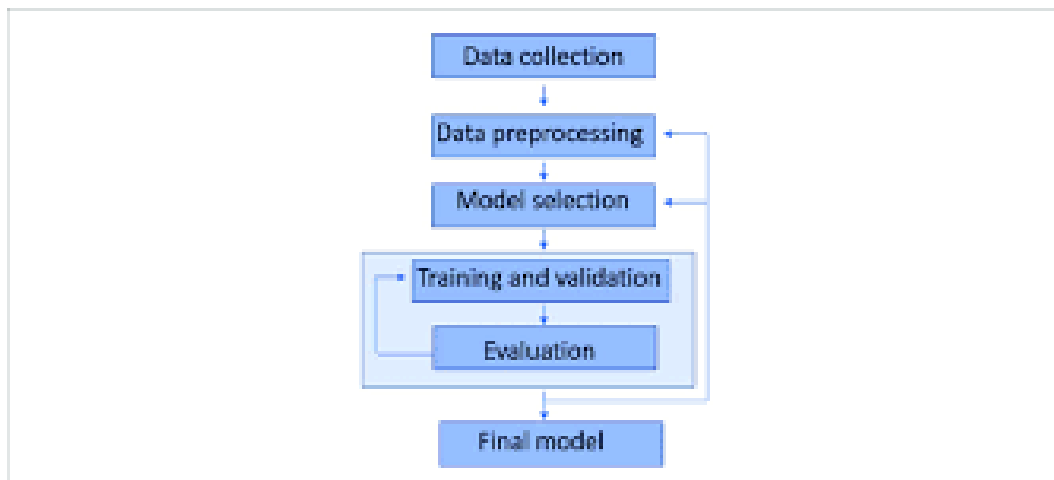 Data collection
Data preprocessing
Model selection
Training and validation
Evaluation
Final model